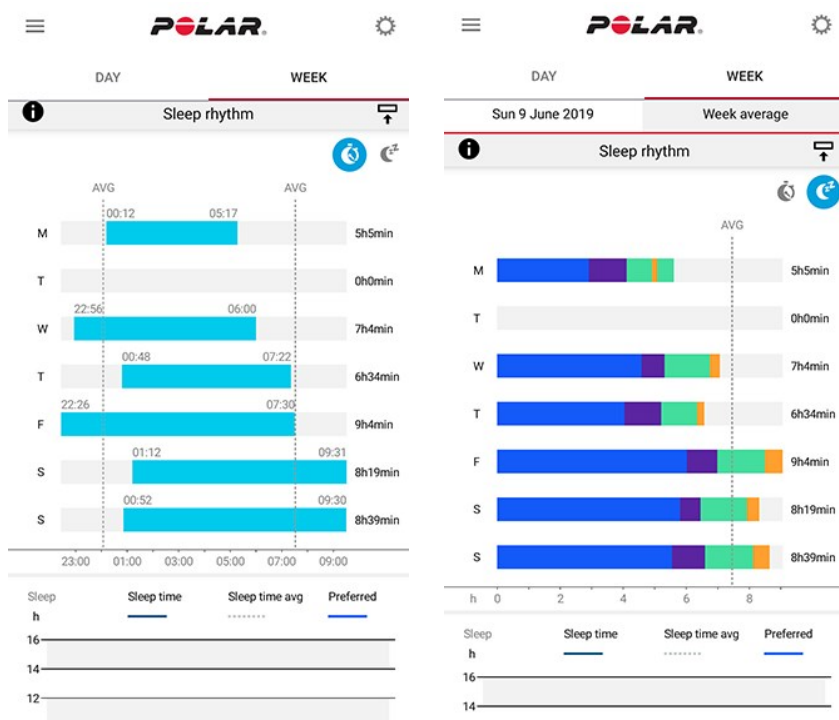 POLAR.
DAY WEEK
Sleep rhythm
AVG AVG
00:12 05:17
M 5h5min
T 0h0min
22:56 06:00
W 7h4min
00:48 07:22
T 6h34min
22:26 07:30
F 9h4min
01:12 09:31
S 8h19min
00:52 09:30
S 8h39min
23:00 01:00 03:00 05:00 07:00 09:00
Sleep Sleep time Sleep time avg Preferred
h
16
14
12
POLAR.
DAY WEEK
Sun 9 June 2019 Week average
Sleep rhythm
AVG
M 5h5min
T 0h0min
W 7h4min
T 6h34min
F 9h4min
S 8h19min
S 8h39min
h 0 2 4 6 8
Sleep Sleep time Sleep time avg Preferred
h
16
14